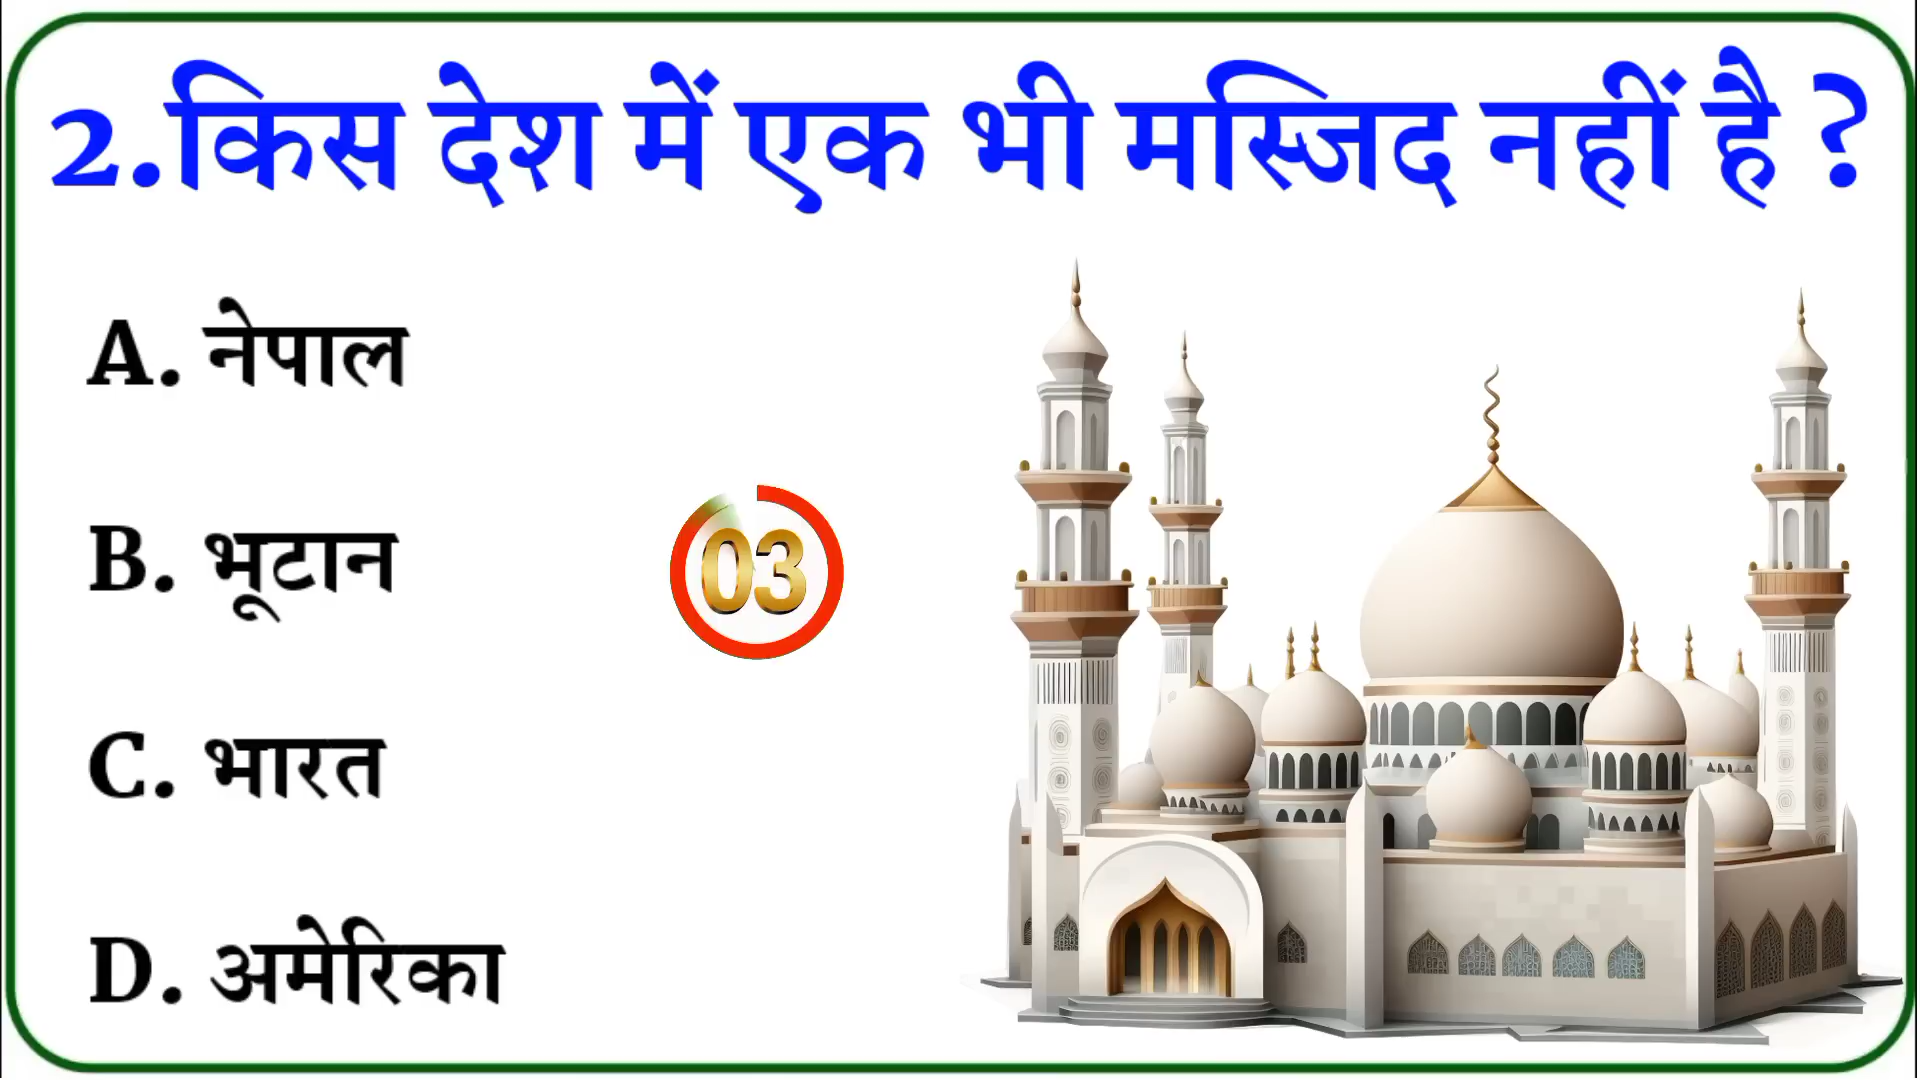 2.किस देश में एक भी मस्जिद नहीं है ?
A. नेपाल
B. भूटान
03
C. भारत
D. अमेरिका